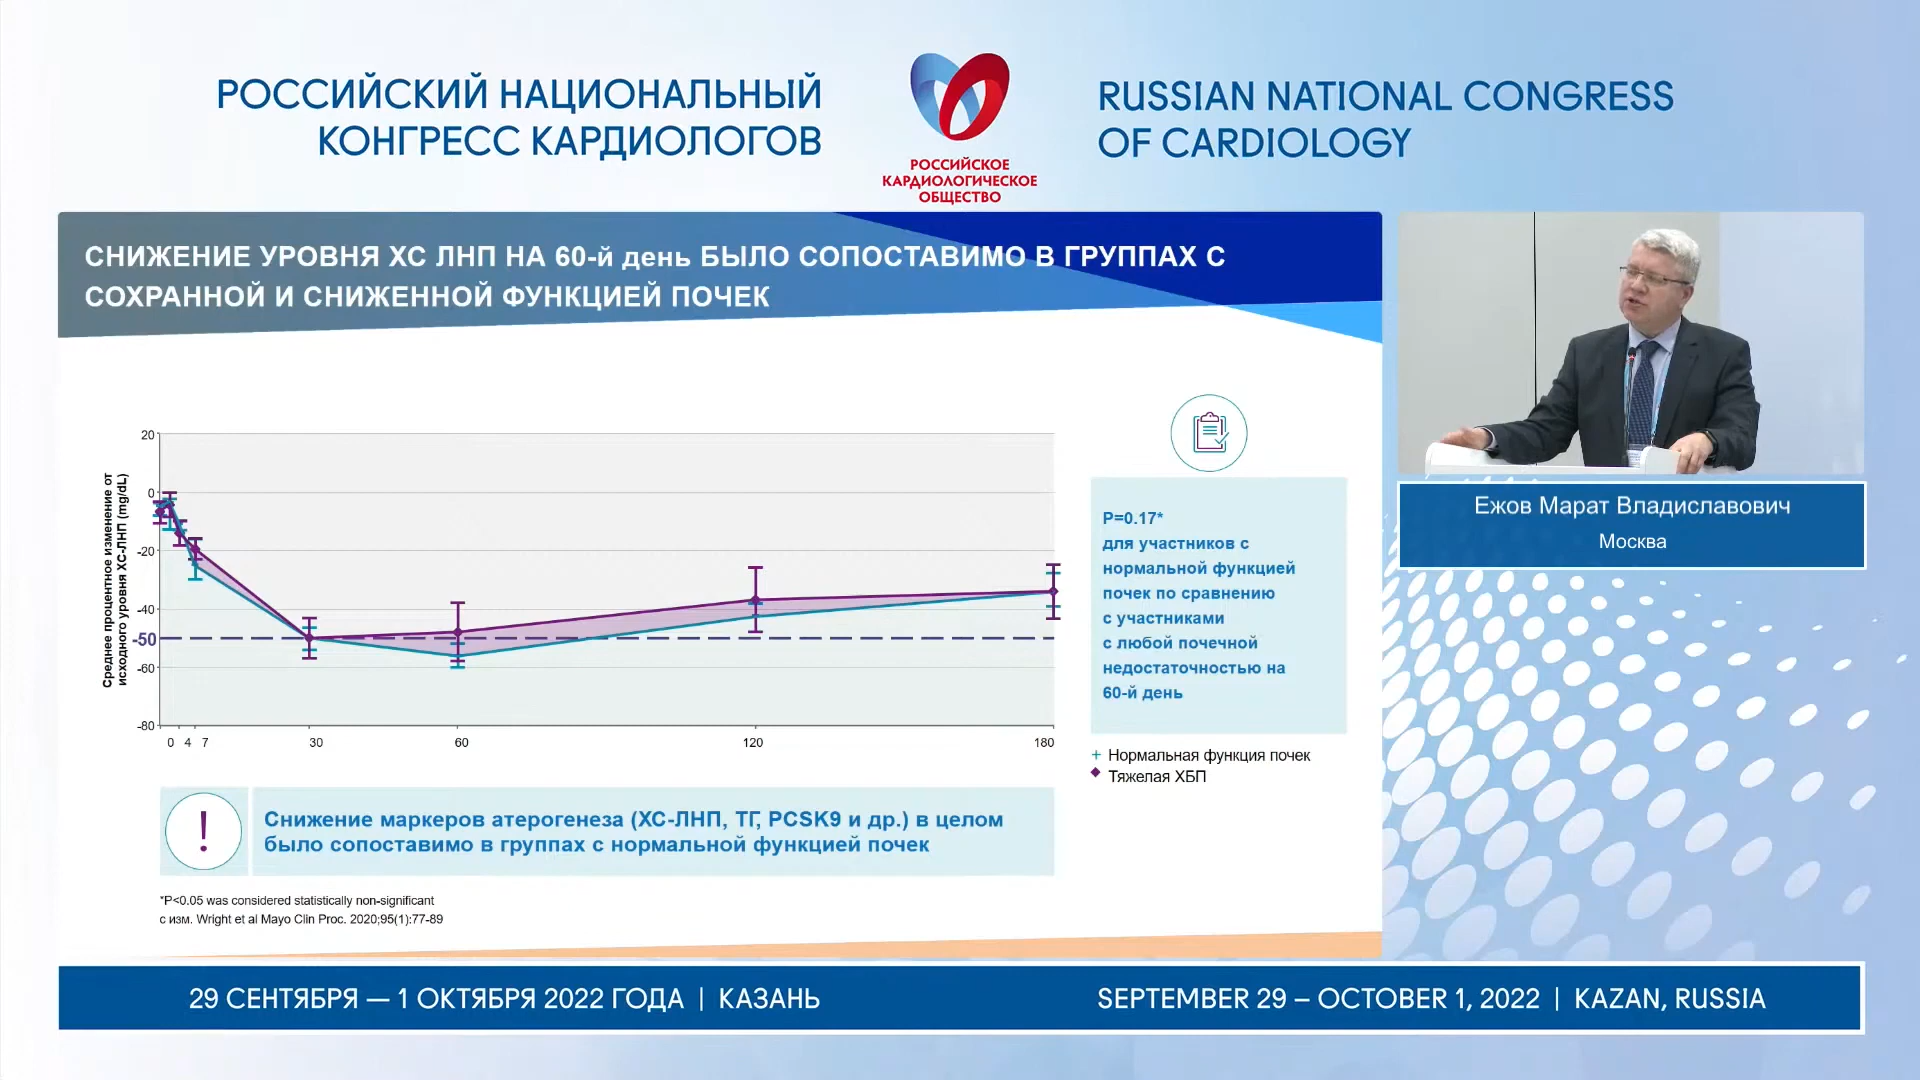 РОССИЙСКИЙ НАЦИОНАЛЬНЫЙ
КОНГРЕСС КАРДИОЛОГОВ
РОССИЙСКОЕ
КАРДИОЛОГИЧЕСКОЕ
ОБЩЕСТВО
RUSSIAN NATIONAL CONGRESS
OF CARDIOLOGY
СНИЖЕНИЕ УРОВНЯ ХС ЛНП НА 60-й день БЫЛО СОПОСТАВИМО В ГРУППАХ С
СОХРАННОЙ И СНИЖЕННОЙ ФУНКЦИЕЙ ПОЧЕК
Среднее процентное изменение от
исходного уровня ХС-ЛНП (mg/dL)
20
0
-20
-40
-50
-60
-80
0 4 7 30 60 120 180
P=0.17*
для участников с
нормальной функцией
почек по сравнению
с участниками
с любой почечной
недостаточностью на
60-й день
+ Нормальная функция почек
Тяжелая ХБП
!
Снижение маркеров атерогенеза (ХС-ЛНП, ТГ, PCSK9 и др.) в целом
было сопоставимо в группах с нормальной функцией почек
*P<0.05 was considered statistically non-significant
с изм. Wright et al Mayo Clin Proc. 2020;95(1):77-89
Ежов Марат Владиславович
Москва
29 СЕНТЯБРЯ — 1 ОКТЯБРЯ 2022 ГОДА | КАЗАНЬ
SEPTEMBER 29 – OCTOBER 1, 2022 | KAZAN, RUSSIA